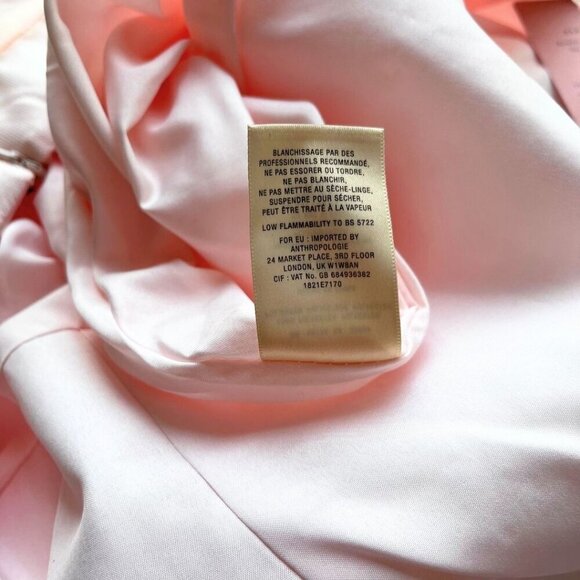 BLANCHISSAGE PAR DES
PROFESSIONNELS RECOMMANDÉ,
NE PAS ESSORER OU TORDRE,
NE PAS BLANCHIR,
NE PAS METTRE AU SÈCHE-LINGE,
SUSPENDRE POUR SÉCHER,
PEUT ÊTRE TRAITÉ À LA VAPEUR
LOW FLAMMABILITY TO BS 5722
FOR EU : IMPORTED BY
ANTHROPOLOGIE
24 MARKET PLACE, 3RD FLOOR
LONDON, UK W1W8AN
CIF : VAT No. GB 684936382
1821E7170